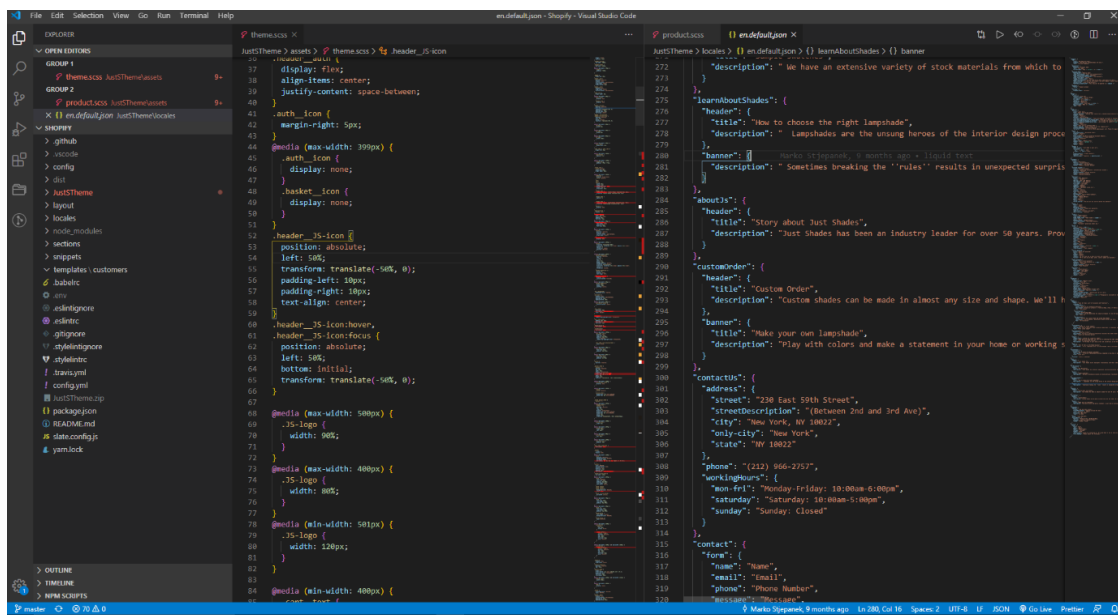 File Edit Selection View Go Run Terminal Help
en.default.json - Shopify - Visual Studio Code
EXPLORER
OPEN EDITORS
GROUP 1
theme.scss JustSTheme\assets 9+
GROUP 2
product.scss JustSTheme\assets 9+
en.default.json JustSTheme\locales
SHOPIFY
.github
.vscode
config
dist
JustSTheme
layout
locales
node_modules
sections
snippets
templates \ customers
.babelrc
.env
.eslintignore
.eslintrc
.gitignore
.stylelintignore
.stylelintrc
.travis.yml
config.yml
JustSTheme.zip
package.json
README.md
slate.config.js
yarn.lock
OUTLINE
TIMELINE
NPM SCRIPTS
theme.scss
JustSTheme > assets > theme.scss > .header__JS-icon
36 .header__auth {
37 display: flex;
38 align-items: center;
39 justify-content: space-between;
40 }
41 .auth__icon {
42 margin-right: 5px;
43 }
44 @media (max-width: 399px) {
45 .auth__icon {
46 display: none;
47 }
48 .basket__icon {
49 display: none;
50 }
51 }
52 .header__JS-icon {
53 position: absolute;
54 left: 50%;
55 transform: translate(-50%, 0);
56 padding-left: 10px;
57 padding-right: 10px;
58 text-align: center;
59 }
60 .header__JS-icon:hover,
61 .header__JS-icon:focus {
62 position: absolute;
63 left: 50%;
64 bottom: initial;
65 transform: translate(-50%, 0);
66 }
67
68 @media (max-width: 500px) {
69 .JS-logo {
70 width: 90%;
71 }
72 }
73 @media (max-width: 400px) {
74 .JS-logo {
75 width: 80%;
76 }
77 }
78 @media (min-width: 501px) {
79 .JS-logo {
80 width: 120px;
81 }
82 }
83
84 @media (min-width: 400px) {
product.scss
en.default.json
JustSTheme > locales > {} en.default.json > {} learnAboutShades > {} banner
272 "description": " We have an extensive variety of stock materials from which to
273 }
274 },
275 "learnAboutShades": {
276 "header": {
277 "title": "How to choose the right lampshade",
278 "description": " Lampshades are the unsung heroes of the interior design proce
279 },
280 "banner": { Marko Stjepanek, 9 months ago • liquid text
281 "description": " Sometimes breaking the ''rules'' results in unexpected surpris
282 }
283 },
284 "aboutJs": {
285 "header": {
286 "title": "Story about Just Shades",
287 "description": "Just Shades has been an industry leader for over 50 years. Prov
288 }
289 },
290 "customOrder": {
291 "header": {
292 "title": "Custom Order",
293 "description": "Custom shades can be made in almost any size and shape. We'll h
294 },
295 "banner": {
296 "title": "Make your own lampshade",
297 "description": "Play with colors and make a statement in your home or working s
298 }
299 },
300 "contactUs": {
301 "address": {
302 "street": "230 East 59th Street",
303 "streetDescription": "(Between 2nd and 3rd Ave)",
304 "city": "New York, NY 10022",
305 "only-city": "New York",
306 "state": "NY 10022"
307 },
308 "phone": "(212) 966-2757",
309 "workingHours": {
310 "mon-fri": "Monday-Friday: 10:00am-6:00pm",
311 "saturday": "Saturday: 10:00am-5:00pm",
312 "sunday": "Sunday: Closed"
313 }
314 },
315 "contact": {
316 "form": {
317 "name": "Name",
318 "email": "Email",
319 "phone": "Phone Number",
320 "message": "Message",
master 70 0
Marko Stjepanek, 9 months ago Ln 280, Col 16 Spaces: 2 UTF-8 LF JSON Go Live Prettier